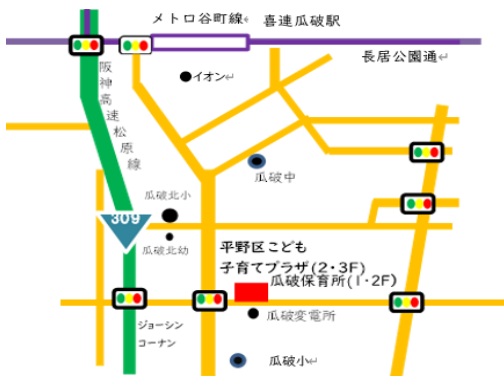 メトロ谷町線
喜連瓜破駅
長居公園通
阪神高速松原線
イオン
瓜破中
瓜破北小
309
瓜破北幼
平野区こども
子育てプラザ(2・3F)
瓜破保育所(1・2F)
瓜破変電所
ジョーシン
コーナン
瓜破小